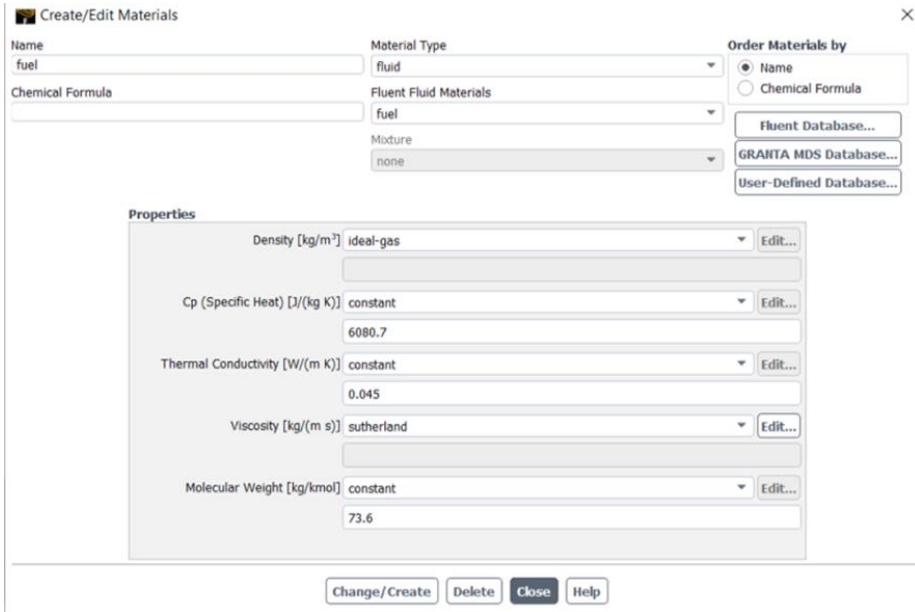 Create/Edit Materials
Name
Material Type
Order Materials by
fuel
fluid
Name
Chemical Formula
Chemical Formula
Fluent Fluid Materials
fuel
Fluent Database...
Mixture
none
GRANTA MDS Database...
User-Defined Database...
Properties
Density [kg/m³] ideal-gas Edit...
Cp (Specific Heat) [J/(kg K)] constant Edit...
6080.7
Thermal Conductivity [W/(m K)] constant Edit...
0.045
Viscosity [kg/(m s)] sutherland Edit...
Molecular Weight [kg/kmol] constant Edit...
73.6
Change/Create Delete Close Help